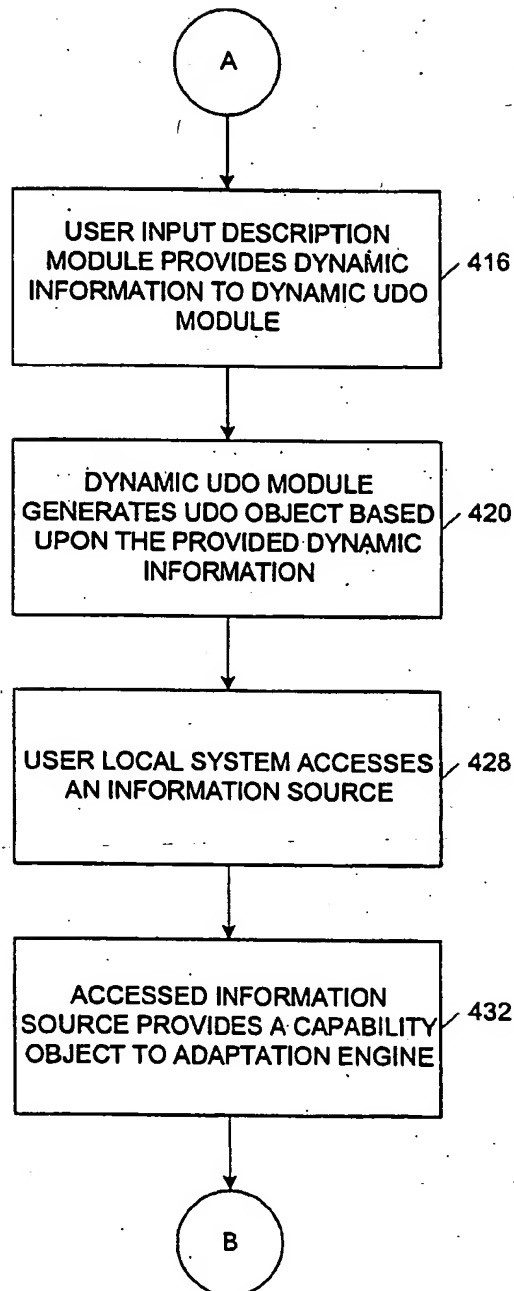 A
USER INPUT DESCRIPTION
MODULE PROVIDES DYNAMIC
INFORMATION TO DYNAMIC UDO
MODULE
416
DYNAMIC UDO MODULE
GENERATES UDO OBJECT BASED
UPON THE PROVIDED DYNAMIC
INFORMATION
420
USER LOCAL SYSTEM ACCESSES
AN INFORMATION SOURCE
428
ACCESSED INFORMATION
SOURCE PROVIDES A CAPABILITY
OBJECT TO ADAPTATION ENGINE
432
B